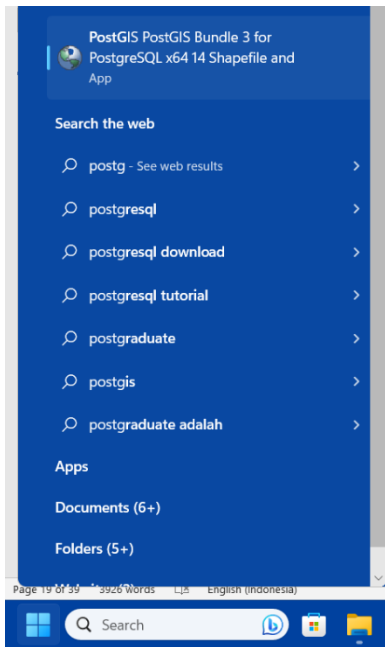 PostGIS PostGIS Bundle 3 for
PostgreSQL x64 14 Shapefile and
App
Search the web
postg - See web results
postgresql
postgresql download
postgresql tutorial
postgraduate
postgis
postgraduate adalah
Apps
Documents (6+)
Folders (5+)
Page 19 of 39 3926 words English (Indonesia)
Search